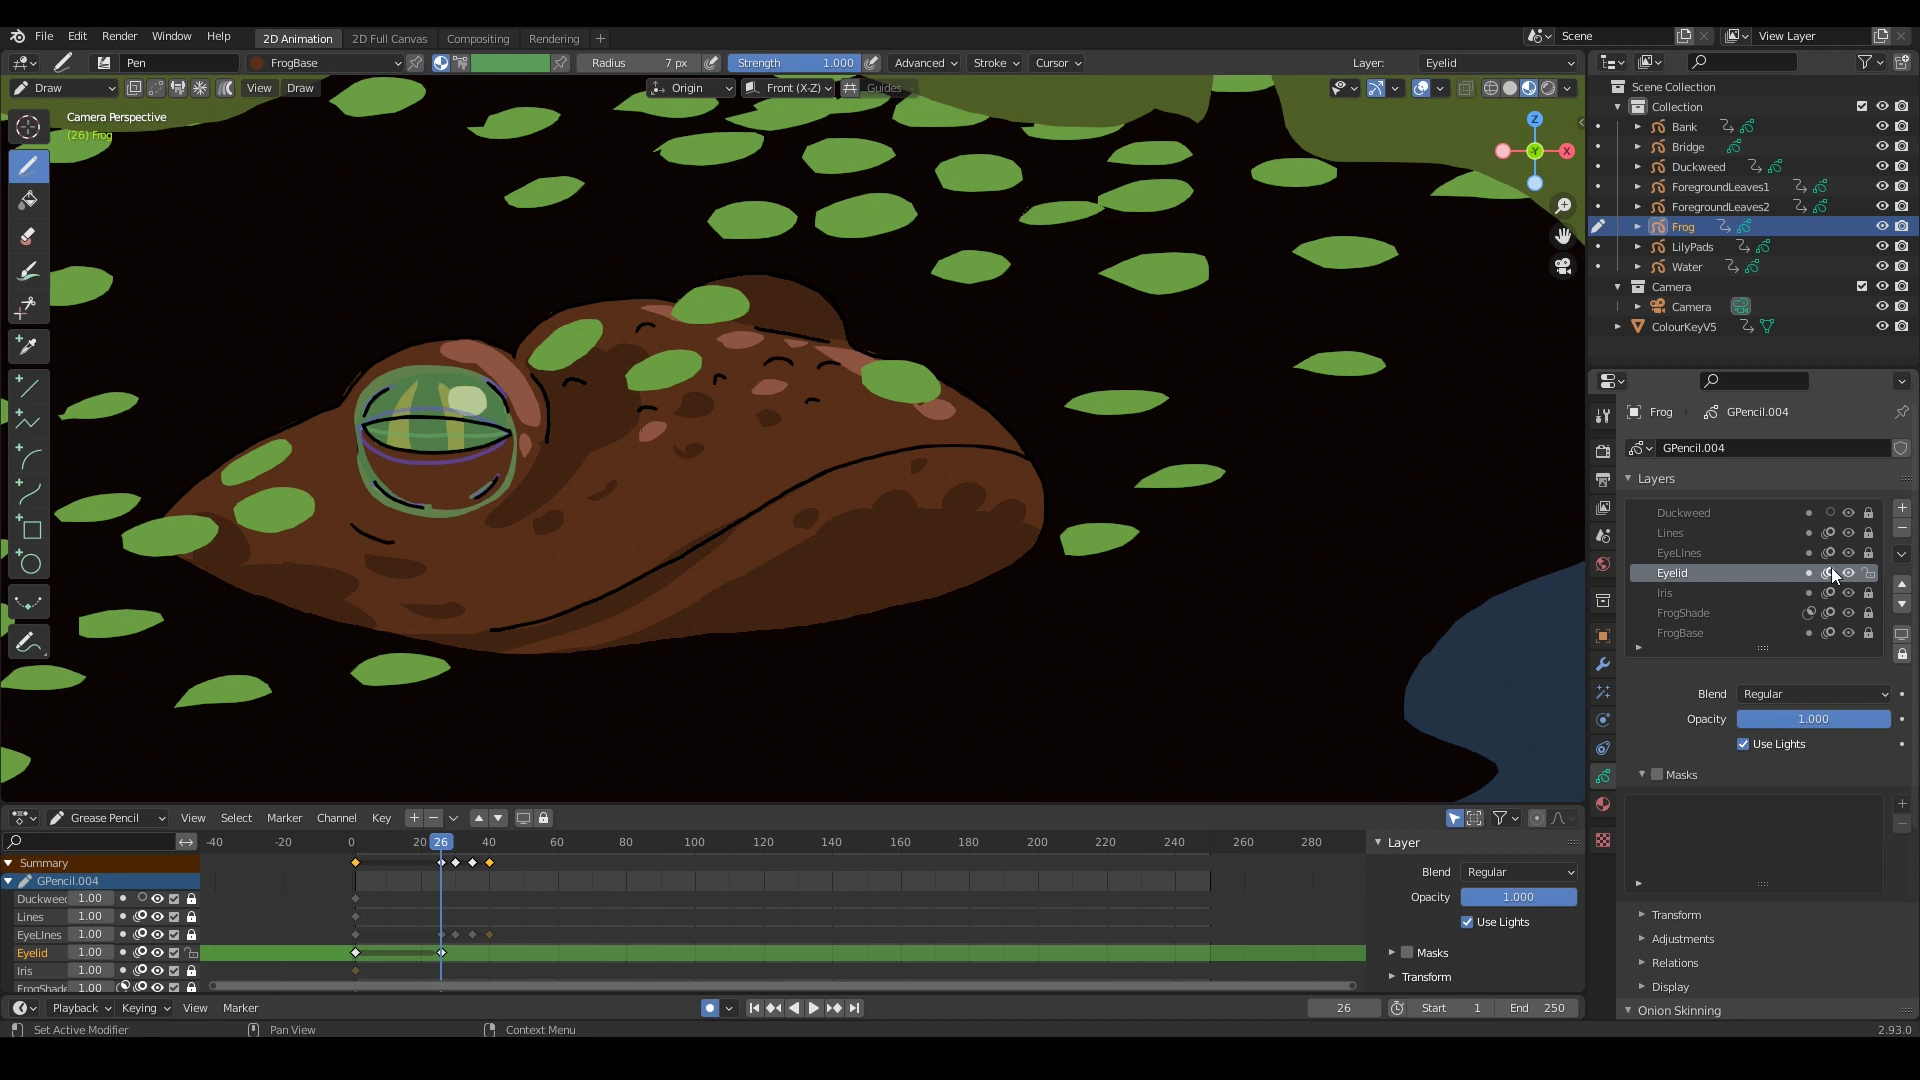 File Edit Render Window Help 2D Animation 2D Full Canvas Compositing Rendering + Scene View Layer
Pen FrogBase Radius 7 px Strength 1.000 Advanced Stroke Cursor Layer: Eyelid
Draw View Draw Origin Front (X-Z) Guides
Camera Perspective
(26) Frog
Z
X
-Y
Scene Collection
Collection
Bank
Bridge
Duckweed
ForegroundLeaves1
ForegroundLeaves2
Frog
LilyPads
Water
Camera
Camera
ColourKeyV5
Frog GPencil.004
GPencil.004
Layers
Duckweed
Lines
EyeLInes
Eyelid
Iris
FrogShade
FrogBase
Blend Regular
Opacity 1.000
Use Lights
Masks
Transform
Adjustments
Relations
Display
Onion Skinning
Grease Pencil View Select Marker Channel Key
-40 -20 0 20 26 40 60 80 100 120 140 160 180 200 220 240 260 280
Summary
GPencil.004
Duckweed 1.00
Lines 1.00
EyeLInes 1.00
Eyelid 1.00
Iris 1.00
FrogShade 1.00
Layer
Blend Regular
Opacity 1.000
Use Lights
Masks
Transform
Playback Keying View Marker 26 Start 1 End 250
Set Active Modifier Pan View Context Menu 2.93.0